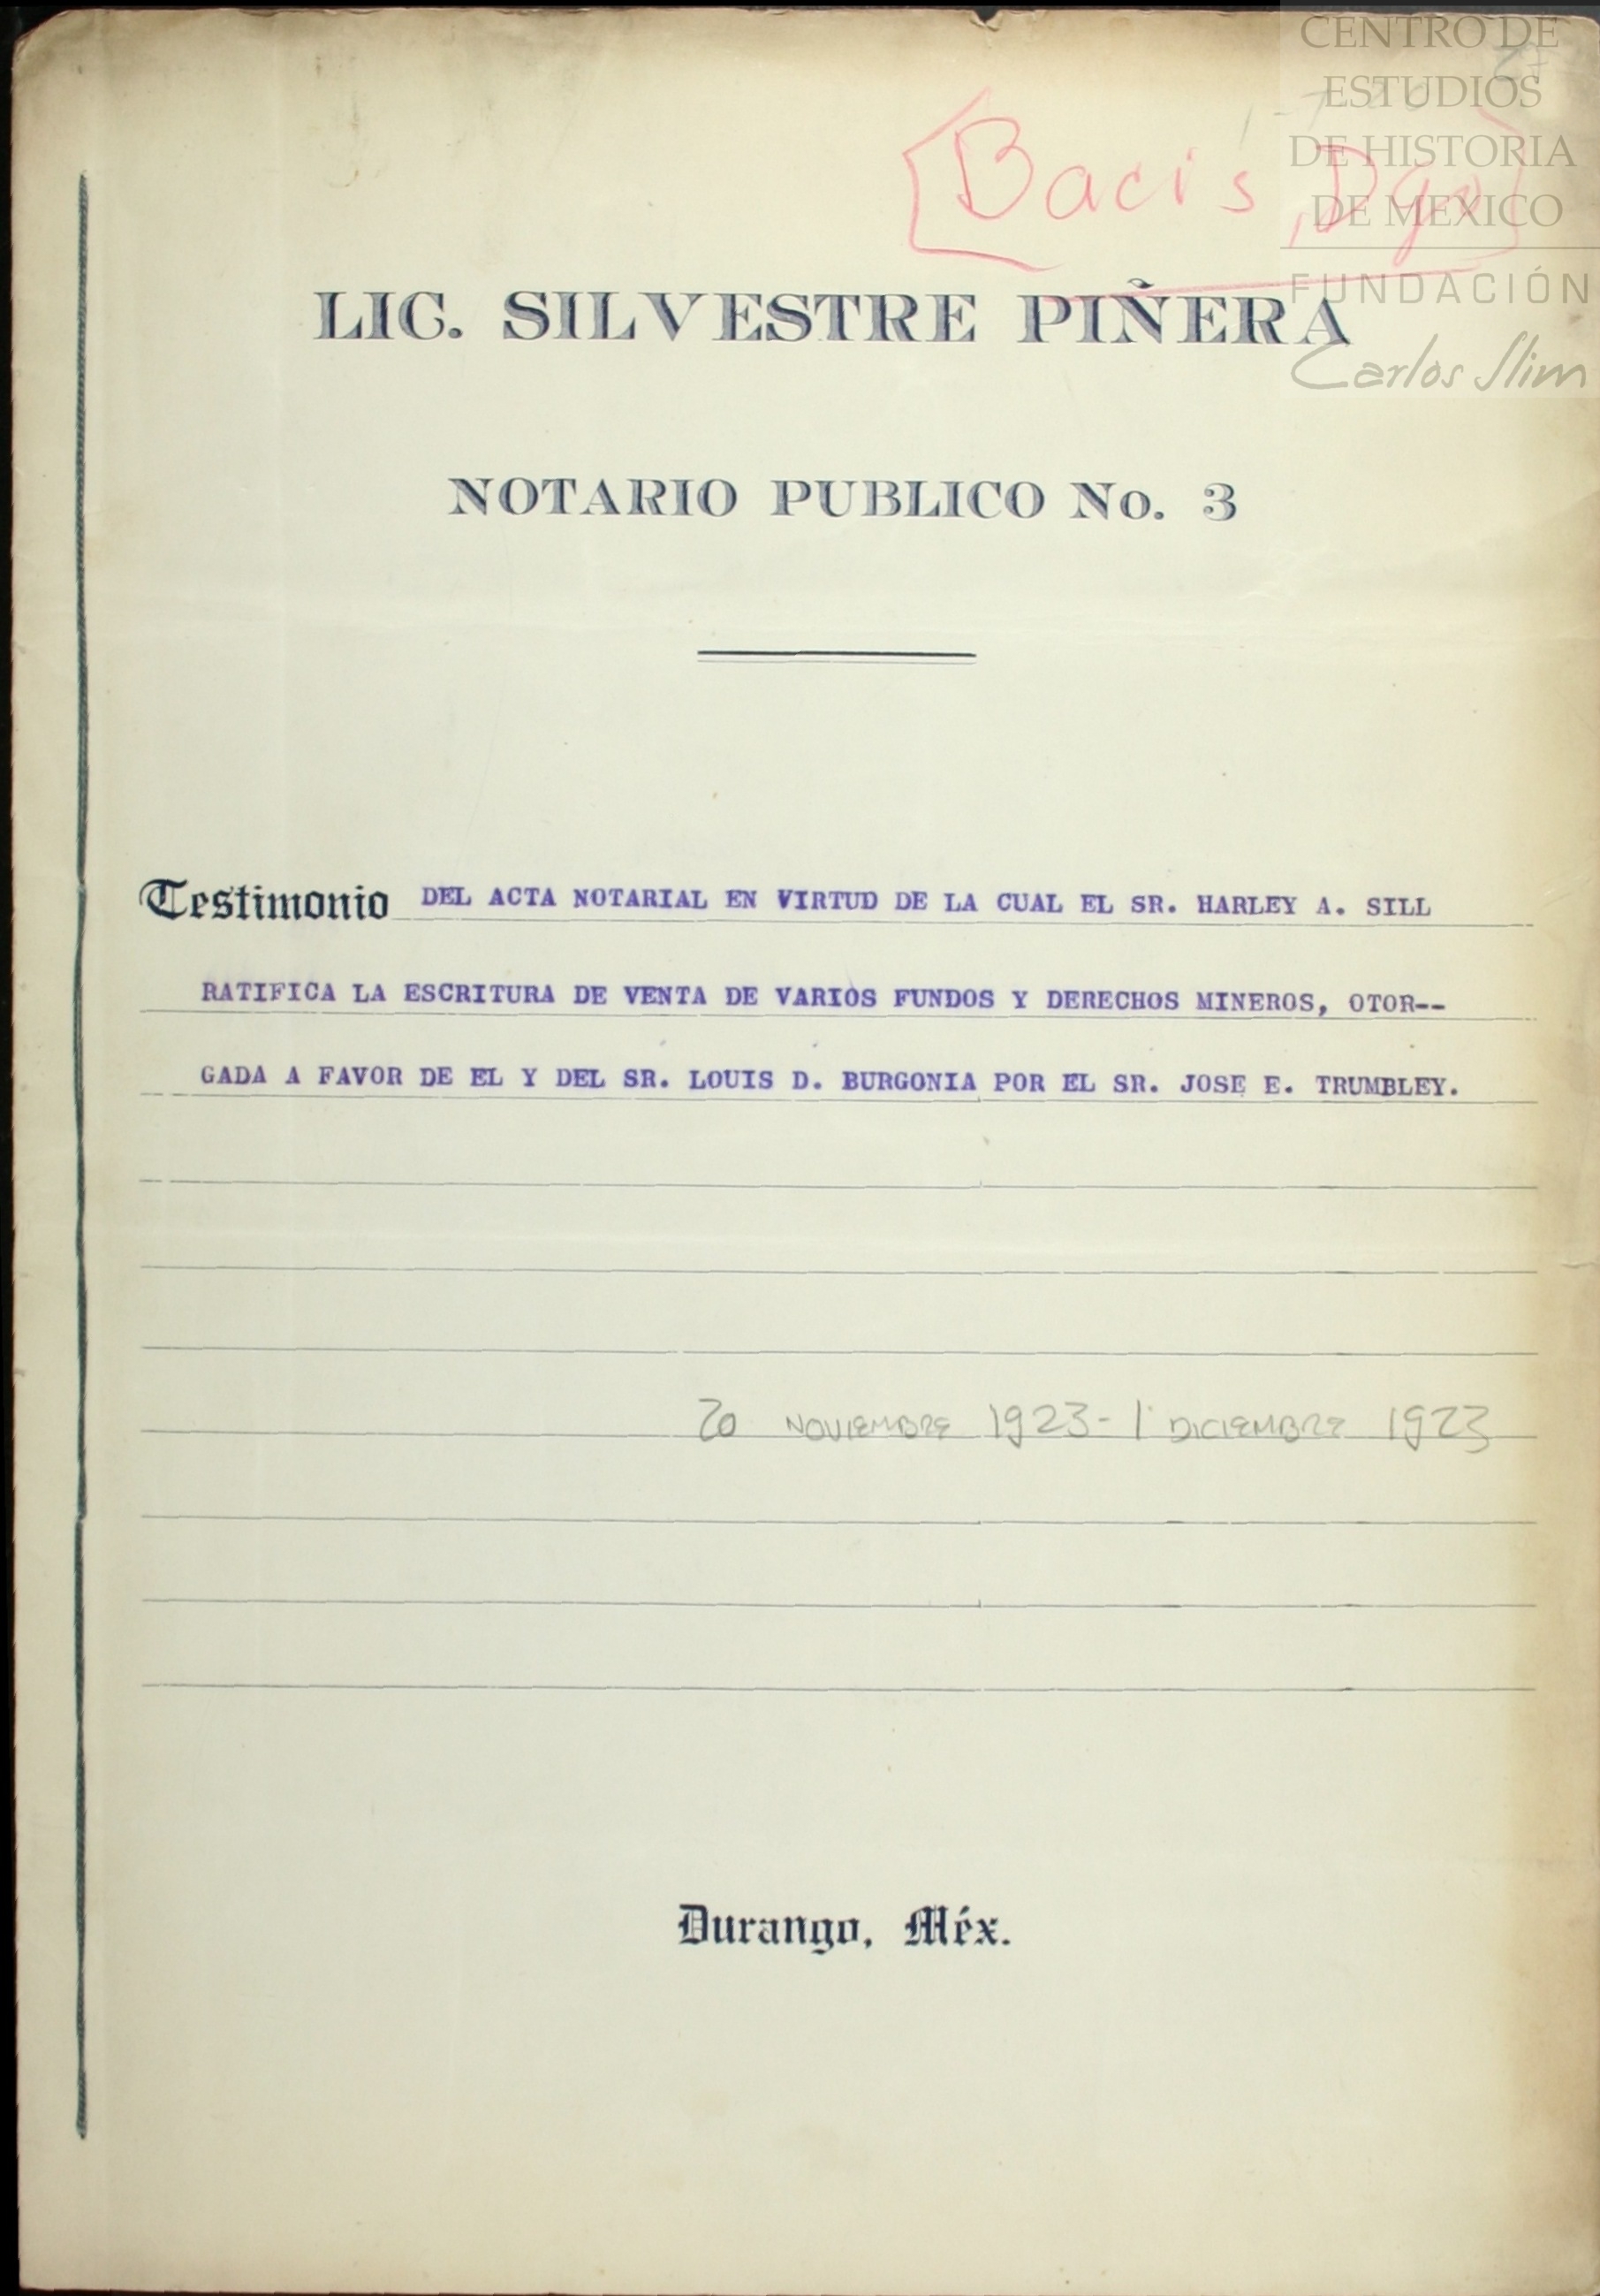 CENTRO DE
ESTUDIOS
DE HISTORIA
DE MEXICO
FUNDACIÓN
Carlos Slim
[Bacís, Dgo]
LIC. SILVESTRE PIÑERA
NOTARIO PUBLICO No. 3
Testimonio DEL ACTA NOTARIAL EN VIRTUD DE LA CUAL EL SR. HARLEY A. SILL
RATIFICA LA ESCRITURA DE VENTA DE VARIOS FUNDOS Y DERECHOS MINEROS, OTOR--
GADA A FAVOR DE EL Y DEL SR. LOUIS D. BURGONIA POR EL SR. JOSE E. TRUMBLEY.
20 NOVIEMBRE 1923 - 1 DICIEMBRE 1923
Durango, Méx.